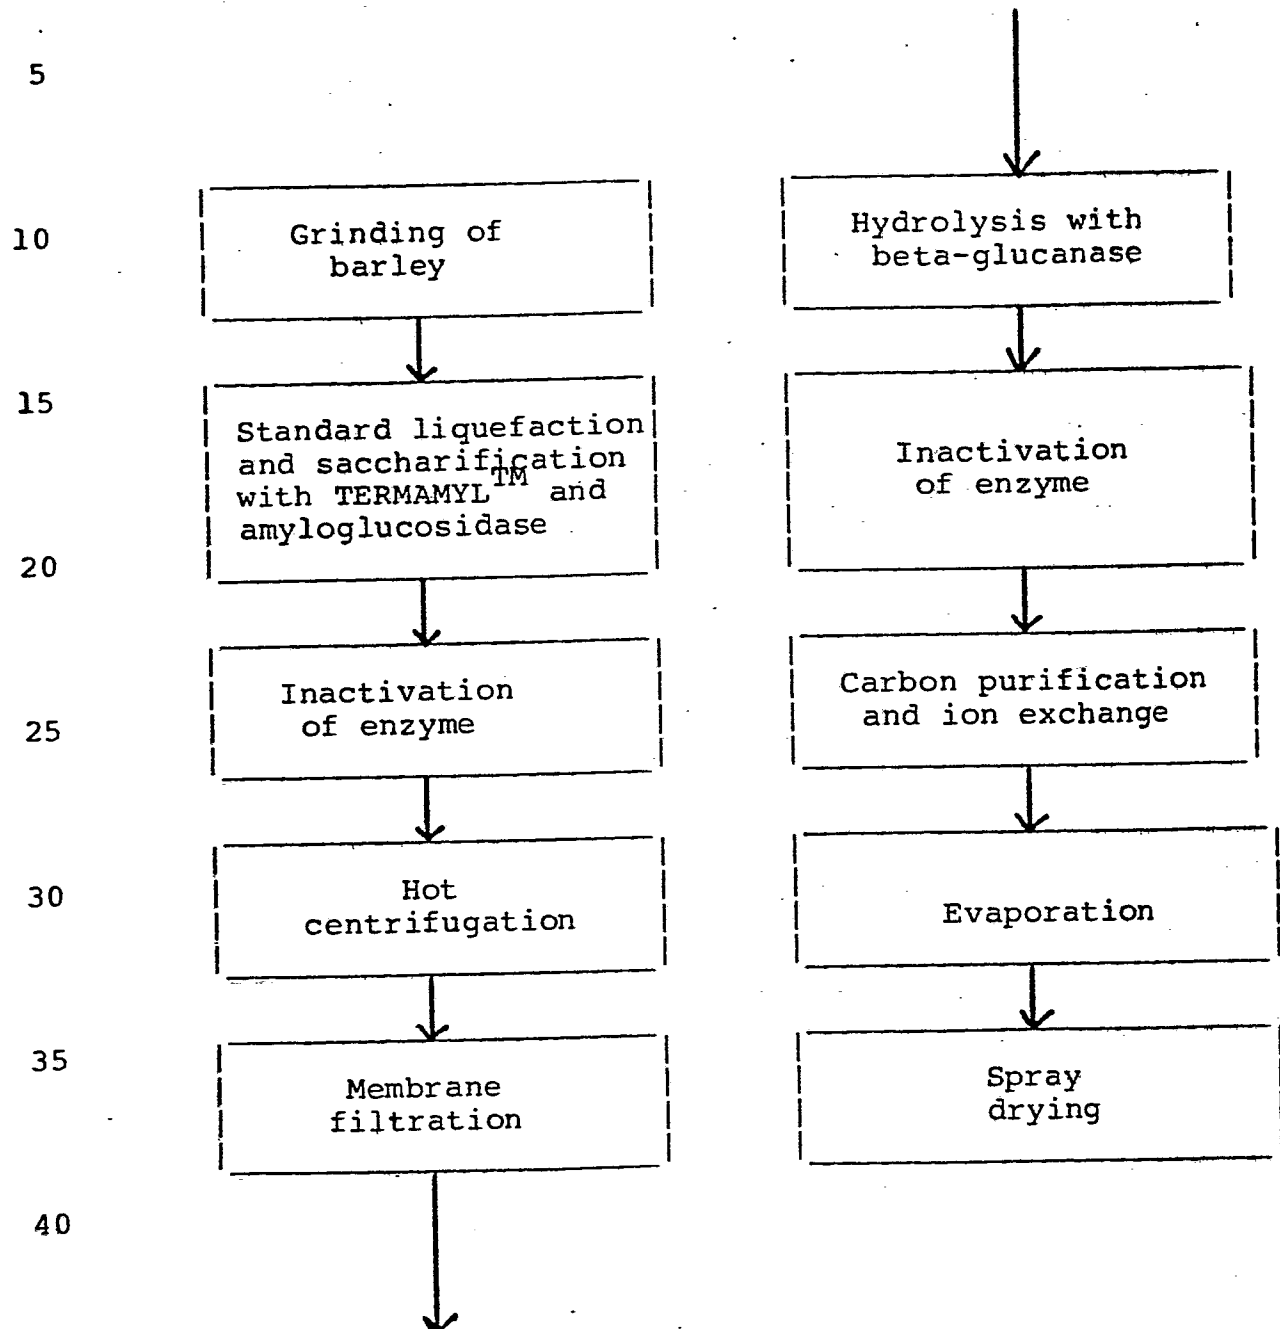 5
10
15
20
25
30
35
40
Grinding of
barley
Standard liquefaction
and saccharification
with TERMAMYL™ and
amyloglucosidase
Inactivation
of enzyme
Hot
centrifugation
Membrane
filtration
Hydrolysis with
beta-glucanase
Inactivation
of enzyme
Carbon purification
and ion exchange
Evaporation
Spray
drying